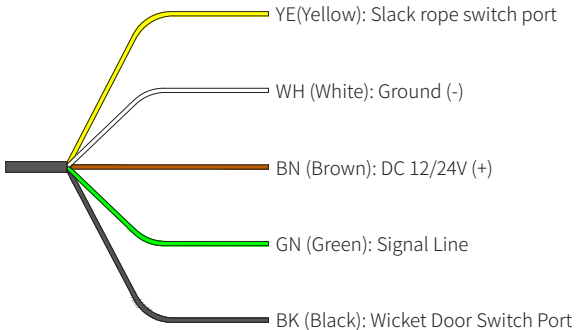 YE(Yellow): Slack rope switch port
WH (White): Ground (-)
BN (Brown): DC 12/24V (+)
GN (Green): Signal Line
BK (Black): Wicket Door Switch Port